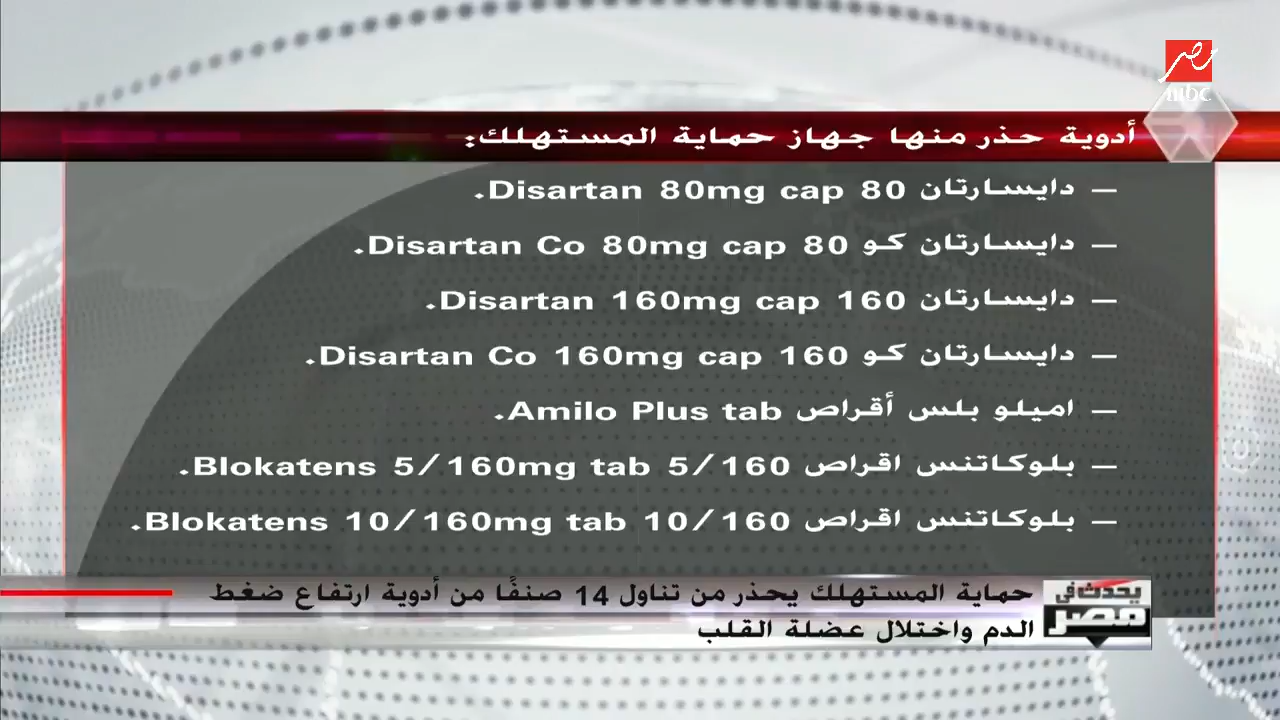 مصر
mbc
أدوية حذر منها جهاز حماية المستهلك:
– دايسارتان 80 Disartan 80mg cap.
– دايسارتان كو 80 Disartan Co 80mg cap.
– دايسارتان 160 Disartan 160mg cap.
– دايسارتان كو 160 Disartan Co 160mg cap.
– اميلو بلس أقراص Amilo Plus tab.
– بلوكاتنس اقراص 5/160 Blokatens 5/160mg tab.
– بلوكاتنس اقراص 10/160 Blokatens 10/160mg tab.
يحدث في
مصر
حماية المستهلك يحذر من تناول 14 صنفًا من أدوية ارتفاع ضغط
الدم واختلال عضلة القلب